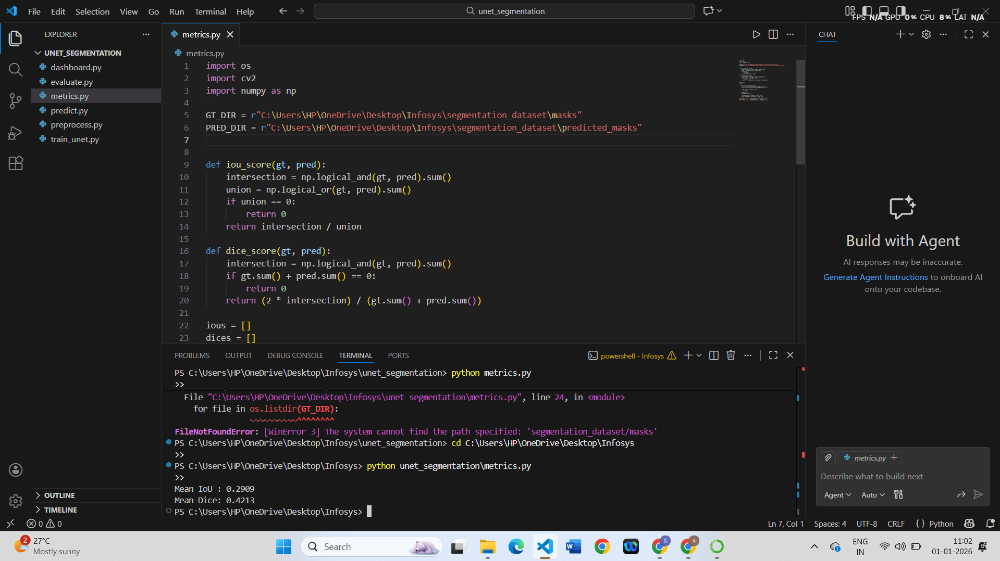 File Edit Selection View Go Run Terminal Help
unet_segmentation
FPS N/A GPU 0% CPU 8% LAT N/A
EXPLORER
UNET_SEGMENTATION
dashboard.py
evaluate.py
metrics.py
predict.py
preprocess.py
train_unet.py
OUTLINE
TIMELINE
metrics.py
metrics.py
1 import os
2 import cv2
3 import numpy as np
4
5 GT_DIR = r"C:\Users\HP\OneDrive\Desktop\Infosys\segmentation_dataset\masks"
6 PRED_DIR = r"C:\Users\HP\OneDrive\Desktop\Infosys\segmentation_dataset\predicted_masks"
7
8
9 def iou_score(gt, pred):
10 intersection = np.logical_and(gt, pred).sum()
11 union = np.logical_or(gt, pred).sum()
12 if union == 0:
13 return 0
14 return intersection / union
15
16 def dice_score(gt, pred):
17 intersection = np.logical_and(gt, pred).sum()
18 if gt.sum() + pred.sum() == 0:
19 return 0
20 return (2 * intersection) / (gt.sum() + pred.sum())
21
22 ious = []
23 dices = []
PROBLEMS OUTPUT DEBUG CONSOLE TERMINAL PORTS
powershell - Infosys
PS C:\Users\HP\OneDrive\Desktop\Infosys\unet_segmentation> python metrics.py
>>
File "C:\Users\HP\OneDrive\Desktop\Infosys\unet_segmentation\metrics.py", line 24, in <module>
for file in os.listdir(GT_DIR):
~~~~~~~~~~^^^^^^^^
FileNotFoundError: [WinError 3] The system cannot find the path specified: 'segmentation_dataset/masks'
PS C:\Users\HP\OneDrive\Desktop\Infosys\unet_segmentation> cd C:\Users\HP\OneDrive\Desktop\Infosys
>>
PS C:\Users\HP\OneDrive\Desktop\Infosys> python unet_segmentation\metrics.py
>>
Mean IoU : 0.2909
Mean Dice: 0.4213
PS C:\Users\HP\OneDrive\Desktop\Infosys>
CHAT
Build with Agent
AI responses may be inaccurate.
Generate Agent Instructions to onboard AI
onto your codebase.
metrics.py
Describe what to build next
Agent Auto
0 0
Ln 7, Col 1 Spaces: 4 UTF-8 CRLF {} Python
2
27°C
Mostly sunny
Search
ENG
IN
11:02
01-01-2026